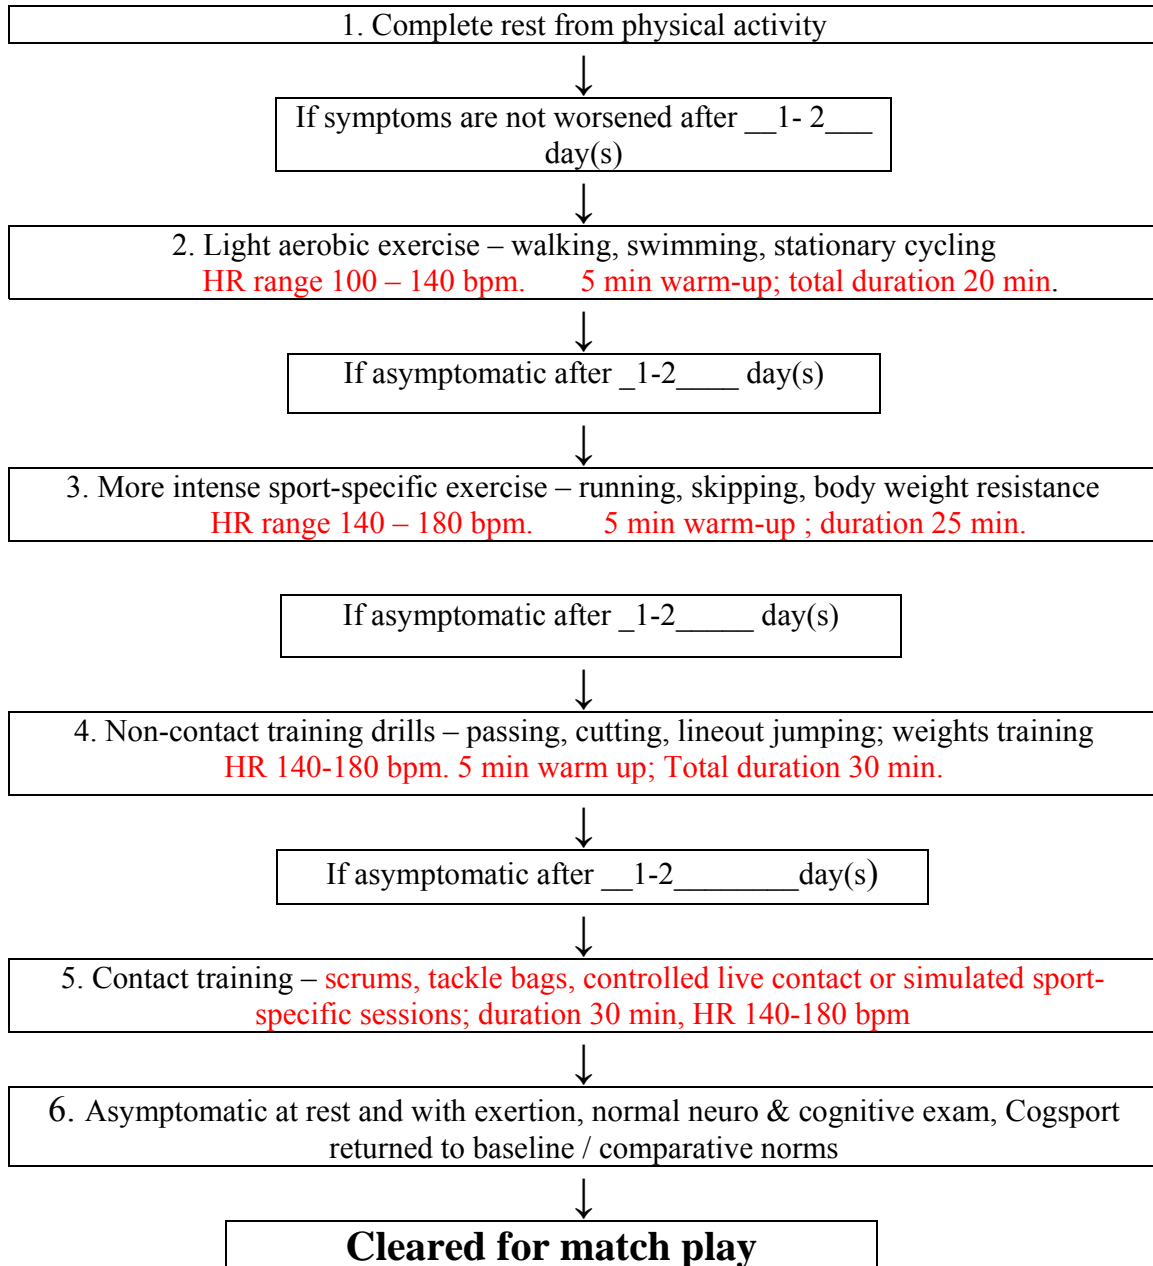 1. Complete rest from physical activity
If symptoms are not worsened after __1- 2___
day(s)
2. Light aerobic exercise – walking, swimming, stationary cycling
HR range 100 – 140 bpm. 5 min warm-up; total duration 20 min.
If asymptomatic after _1-2____ day(s)
3. More intense sport-specific exercise – running, skipping, body weight resistance
HR range 140 – 180 bpm. 5 min warm-up ; duration 25 min.
If asymptomatic after _1-2_____ day(s)
4. Non-contact training drills – passing, cutting, lineout jumping; weights training
HR 140-180 bpm. 5 min warm up; Total duration 30 min.
If asymptomatic after __1-2________day(s)
5. Contact training – scrums, tackle bags, controlled live contact or simulated sport-
specific sessions; duration 30 min, HR 140-180 bpm
6. Asymptomatic at rest and with exertion, normal neuro & cognitive exam, Cogsport
returned to baseline / comparative norms
Cleared for match play